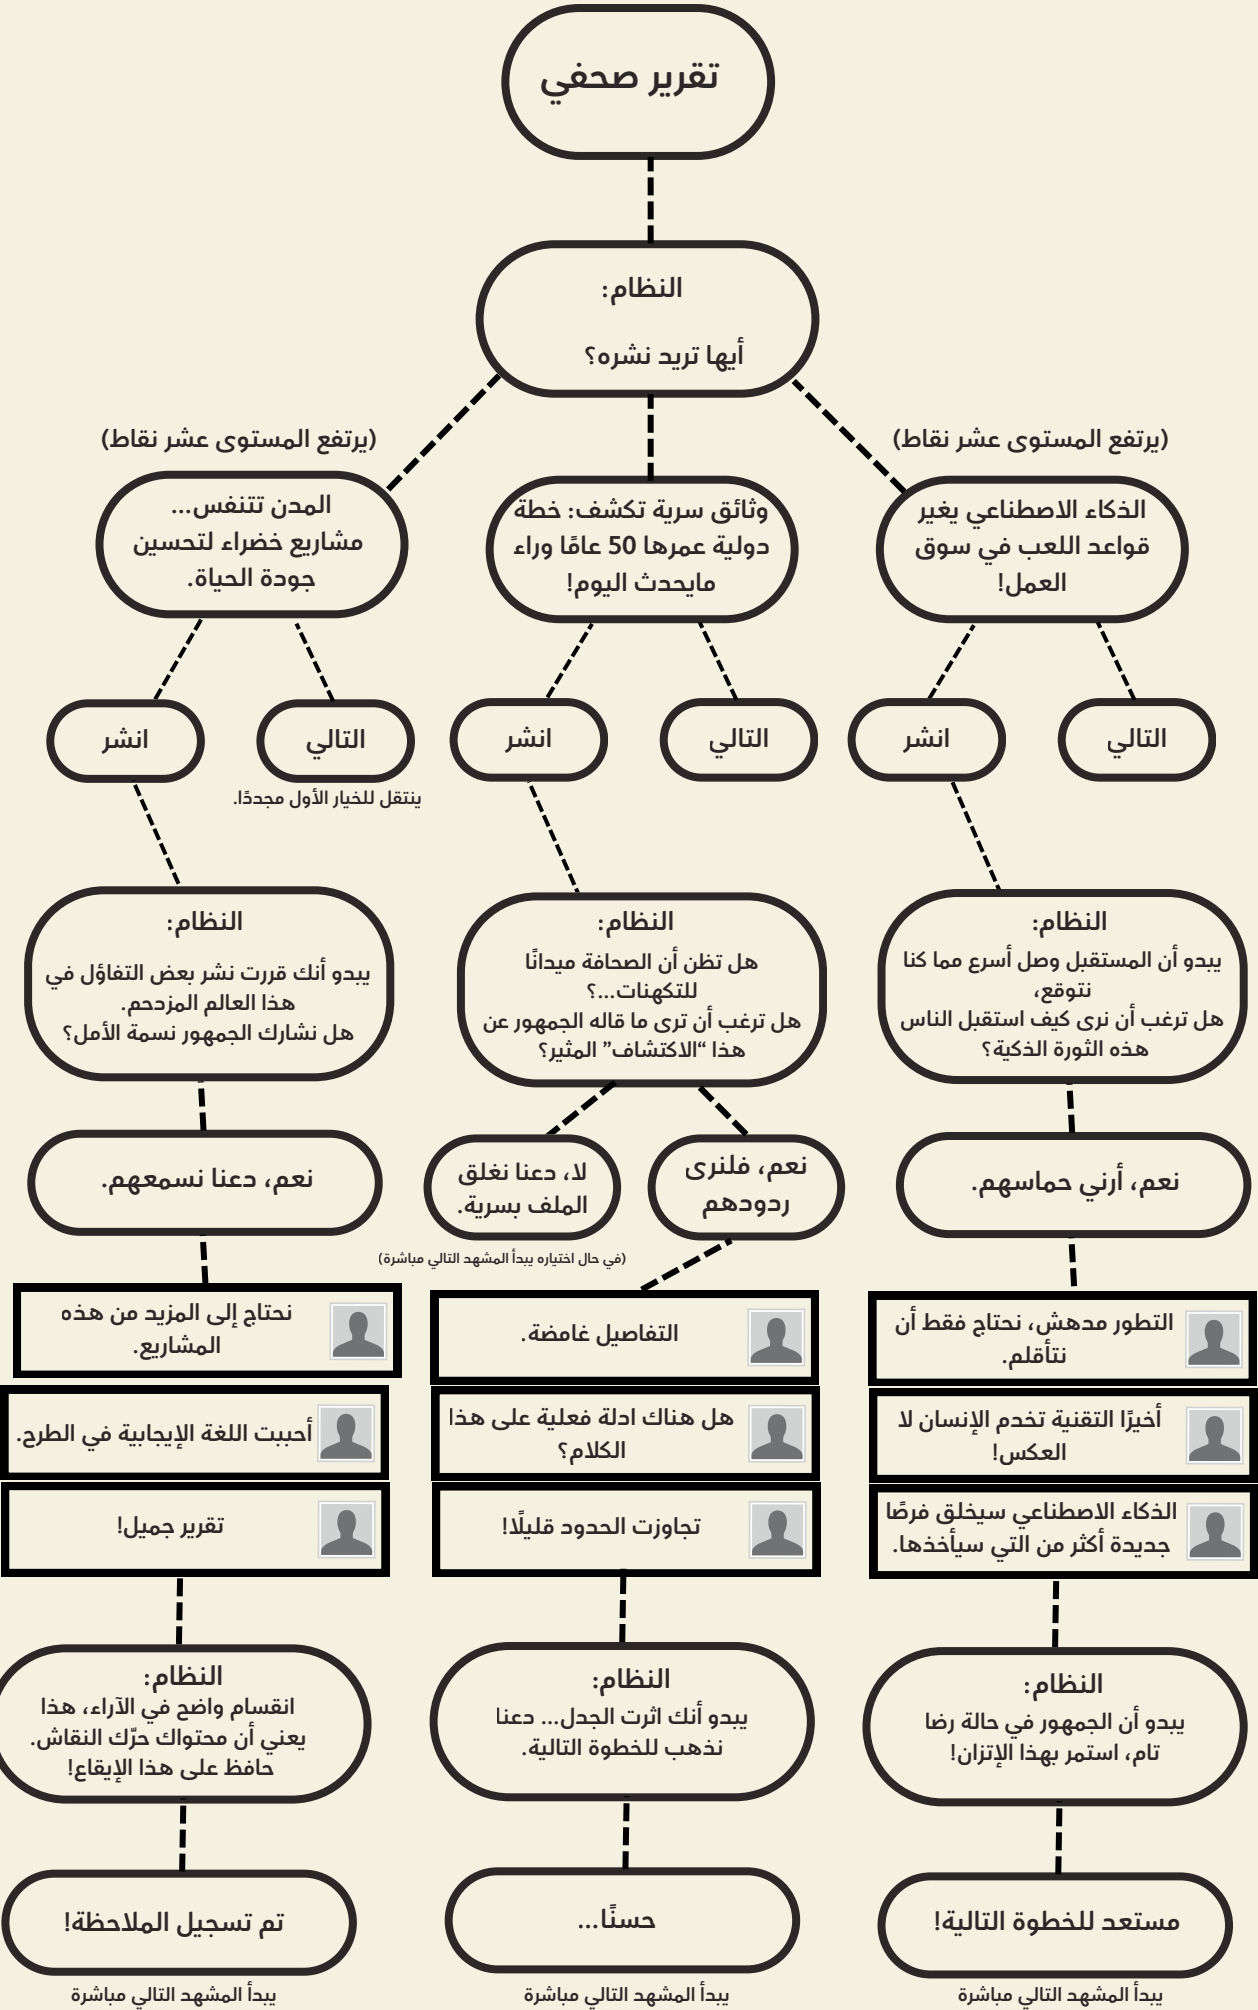 تقرير صحفي
النظام:
أيها تريد نشره؟
(يرتفع المستوى عشر نقاط)
الذكاء الاصطناعي يغير
قواعد اللعب في سوق
العمل!
وثائق سرية تكشف: خطة
دولية عمرها 50 عامًا وراء
مايحدث اليوم!
(يرتفع المستوى عشر نقاط)
المدن تتنفس...
مشاريع خضراء لتحسين
جودة الحياة.
التالي
انشر
التالي
انشر
التالي
انشر
ينتقل للخيار الأول مجددًا.
النظام:
يبدو أن المستقبل وصل أسرع مما كنا
نتوقع،
هل ترغب أن نرى كيف استقبل الناس
هذه الثورة الذكية؟
النظام:
هل تظن أن الصحافة ميدانًا
للتكهنات...؟
هل ترغب أن ترى ما قاله الجمهور عن
هذا “الاكتشاف” المثير؟
النظام:
يبدو أنك قررت نشر بعض التفاؤل في
هذا العالم المزدحم.
هل نشارك الجمهور نسمة الأمل؟
نعم، أرني حماسهم.
نعم، فلنرى
ردودهم
لا، دعنا نغلق
الملف بسرية.
(في حال اختياره يبدأ المشهد التالي مباشرة)
نعم، دعنا نسمعهم.
التطور مدهش، نحتاج فقط أن
نتأقلم.
أخيرًا التقنية تخدم الإنسان لا
العكس!
الذكاء الاصطناعي سيخلق فرصًا
جديدة أكثر من التي سيأخذها.
التفاصيل غامضة.
هل هناك ادلة فعلية على هذا
الكلام؟
تجاوزت الحدود قليلًا!
نحتاج إلى المزيد من هذه
المشاريع.
أحببت اللغة الإيجابية في الطرح.
تقرير جميل!
النظام:
يبدو أن الجمهور في حالة رضا
تام، استمر بهذا الإتزان!
النظام:
يبدو أنك اثرت الجدل... دعنا
نذهب للخطوة التالية.
النظام:
انقسام واضح في الآراء، هذا
يعني أن محتواك حرّك النقاش.
حافظ على هذا الإيقاع!
مستعد للخطوة التالية!
حسنًا...
تم تسجيل الملاحظة!
يبدأ المشهد التالي مباشرة
يبدأ المشهد التالي مباشرة
يبدأ المشهد التالي مباشرة